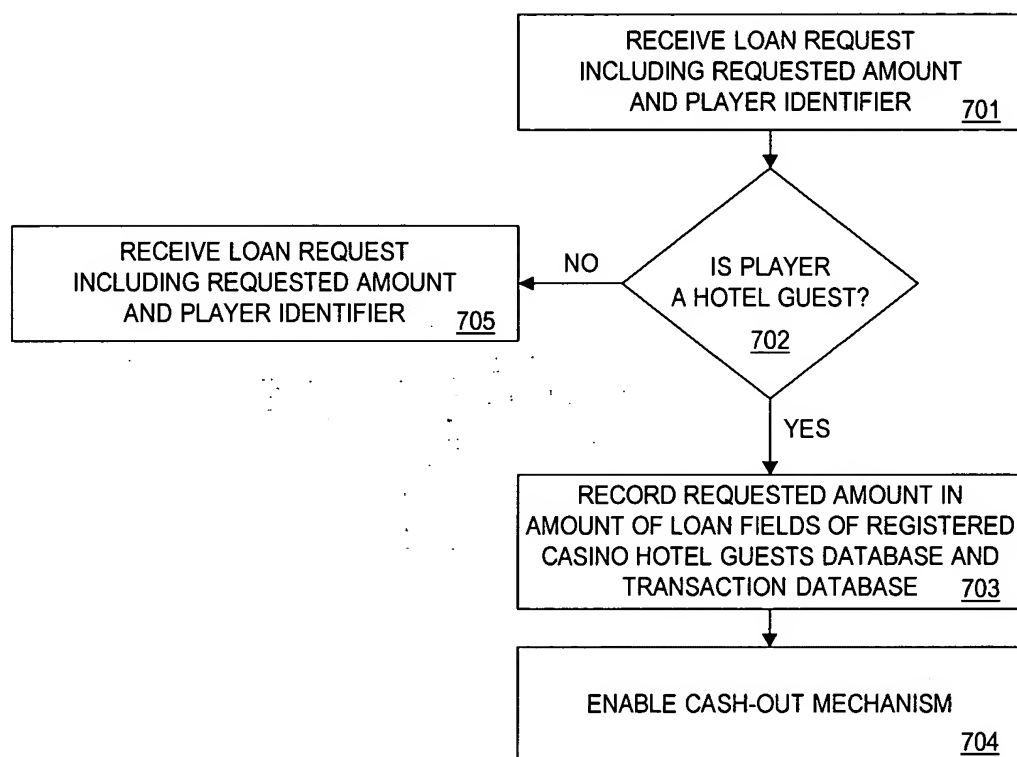 RECEIVE LOAN REQUEST
INCLUDING REQUESTED AMOUNT
AND PLAYER IDENTIFIER
701
IS PLAYER
A HOTEL GUEST?
702
NO
RECEIVE LOAN REQUEST
INCLUDING REQUESTED AMOUNT
AND PLAYER IDENTIFIER
705
YES
RECORD REQUESTED AMOUNT IN
AMOUNT OF LOAN FIELDS OF REGISTERED
CASINO HOTEL GUESTS DATABASE AND
TRANSACTION DATABASE
703
ENABLE CASH-OUT MECHANISM
704